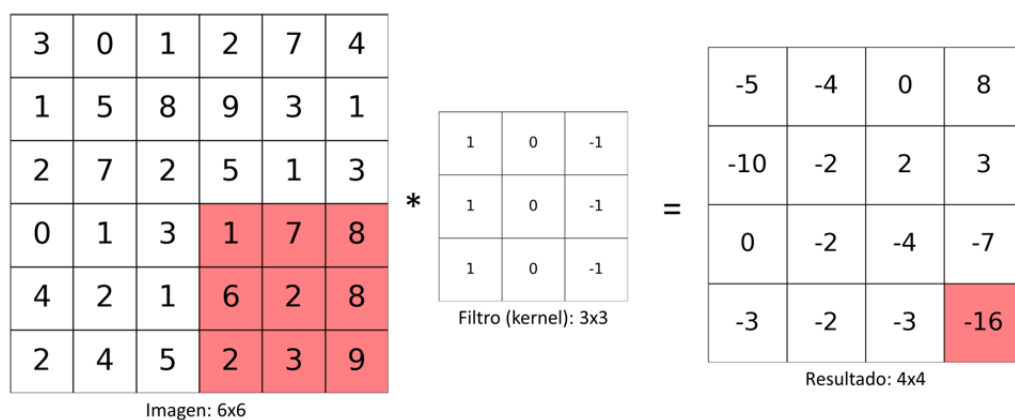 3 0 1 2 7 4
1 5 8 9 3 1
2 7 2 5 1 3
0 1 3 1 7 8
4 2 1 6 2 8
2 4 5 2 3 9
Imagen: 6x6
*
1 0 -1
1 0 -1
1 0 -1
Filtro (kernel): 3x3
=
-5 -4 0 8
-10 -2 2 3
0 -2 -4 -7
-3 -2 -3 -16
Resultado: 4x4